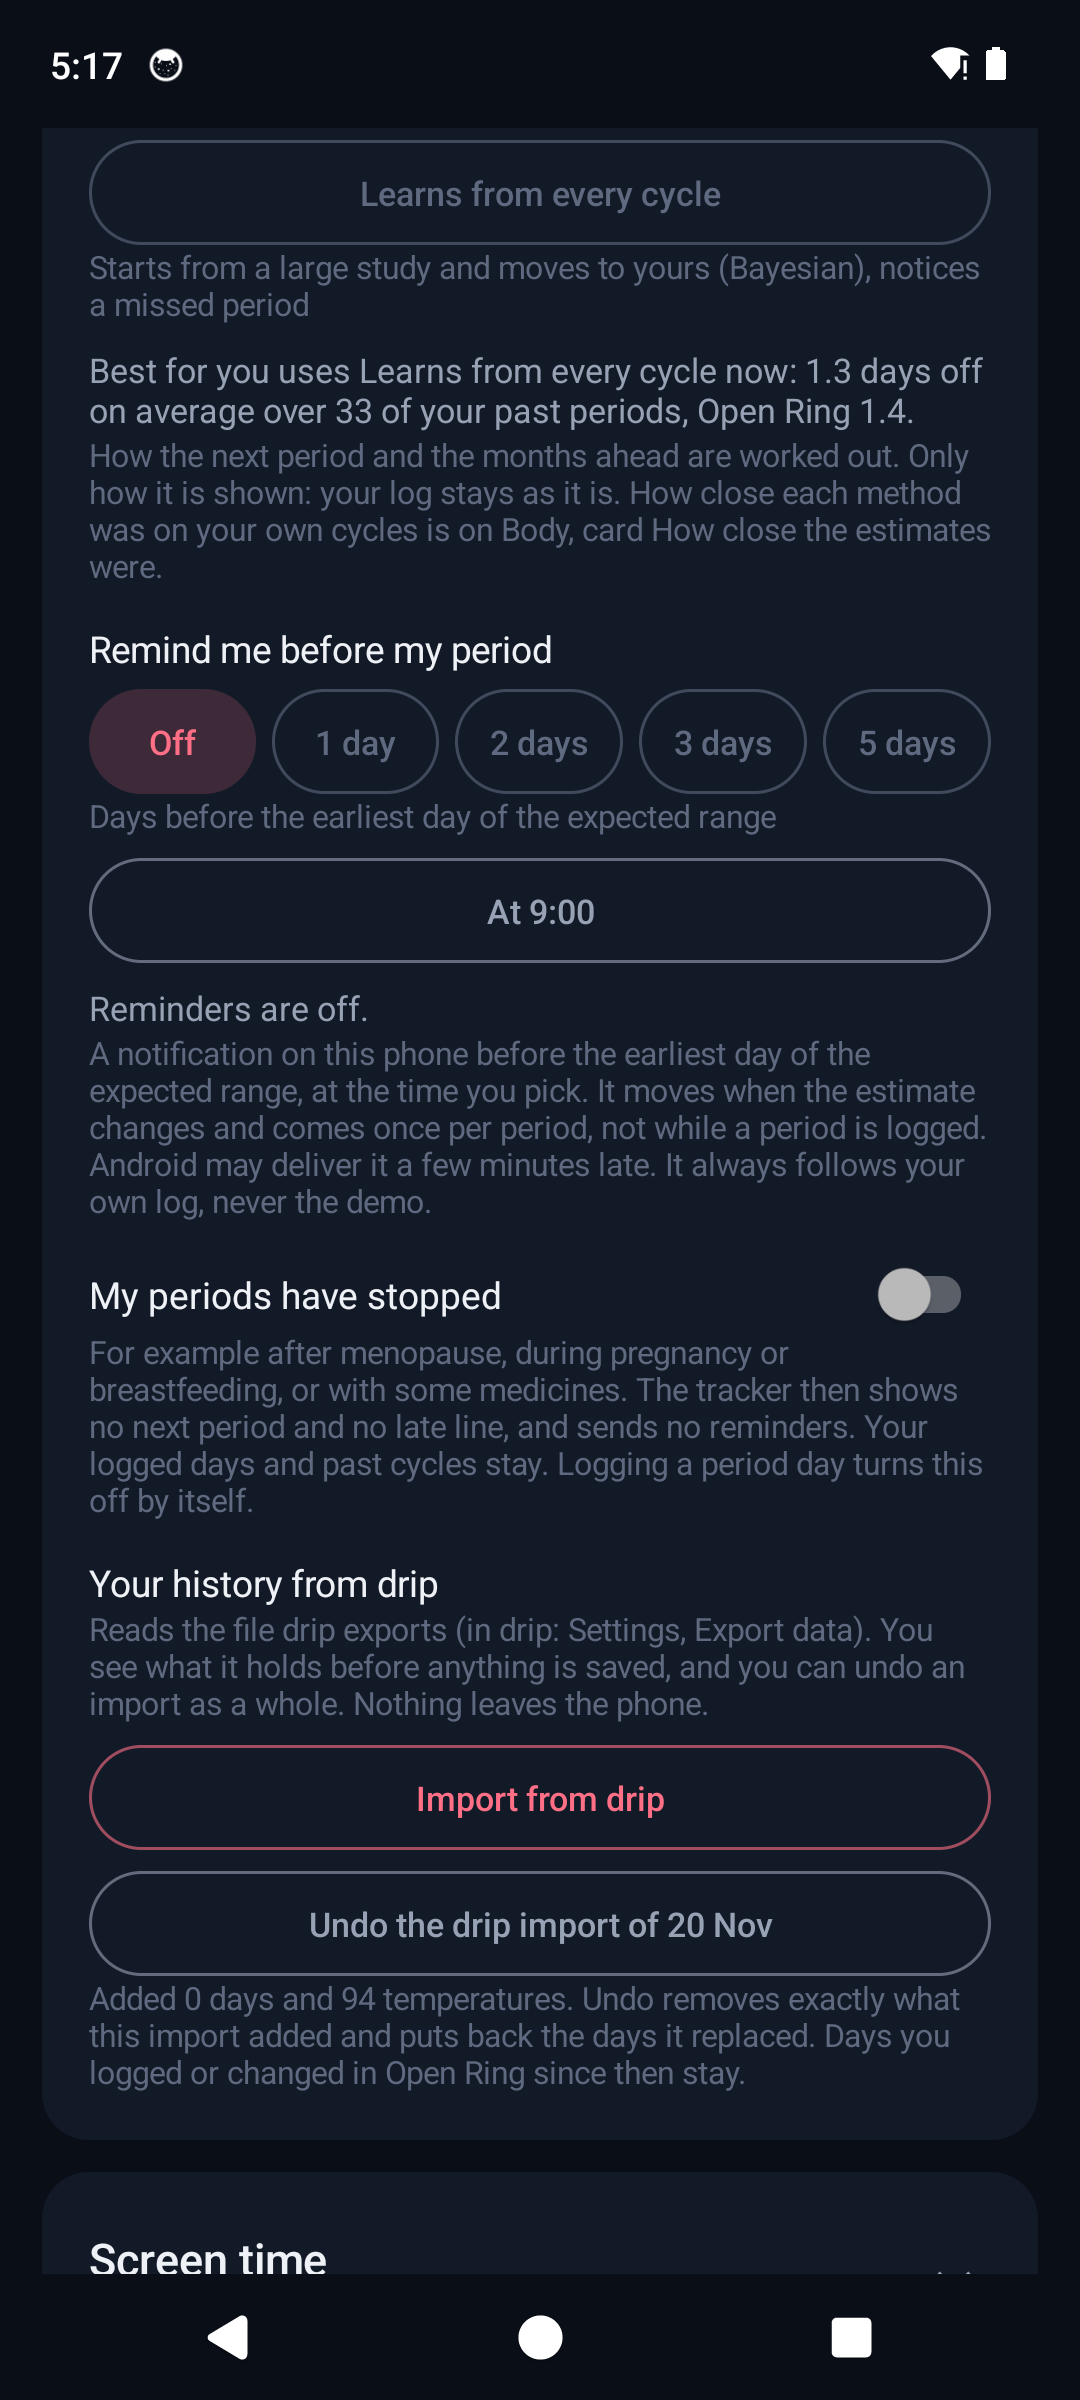 5:17
Learns from every cycle
Starts from a large study and moves to yours (Bayesian), notices
a missed period
Best for you uses Learns from every cycle now: 1.3 days off
on average over 33 of your past periods, Open Ring 1.4.
How the next period and the months ahead are worked out. Only
how it is shown: your log stays as it is. How close each method
was on your own cycles is on Body, card How close the estimates
were.
Remind me before my period
Off
1 day
2 days
3 days
5 days
Days before the earliest day of the expected range
At 9:00
Reminders are off.
A notification on this phone before the earliest day of the
expected range, at the time you pick. It moves when the estimate
changes and comes once per period, not while a period is logged.
Android may deliver it a few minutes late. It always follows your
own log, never the demo.
My periods have stopped
For example after menopause, during pregnancy or
breastfeeding, or with some medicines. The tracker then shows
no next period and no late line, and sends no reminders. Your
logged days and past cycles stay. Logging a period day turns this
off by itself.
Your history from drip
Reads the file drip exports (in drip: Settings, Export data). You
see what it holds before anything is saved, and you can undo an
import as a whole. Nothing leaves the phone.
Import from drip
Undo the drip import of 20 Nov
Added 0 days and 94 temperatures. Undo removes exactly what
this import added and puts back the days it replaced. Days you
logged or changed in Open Ring since then stay.
Screen time